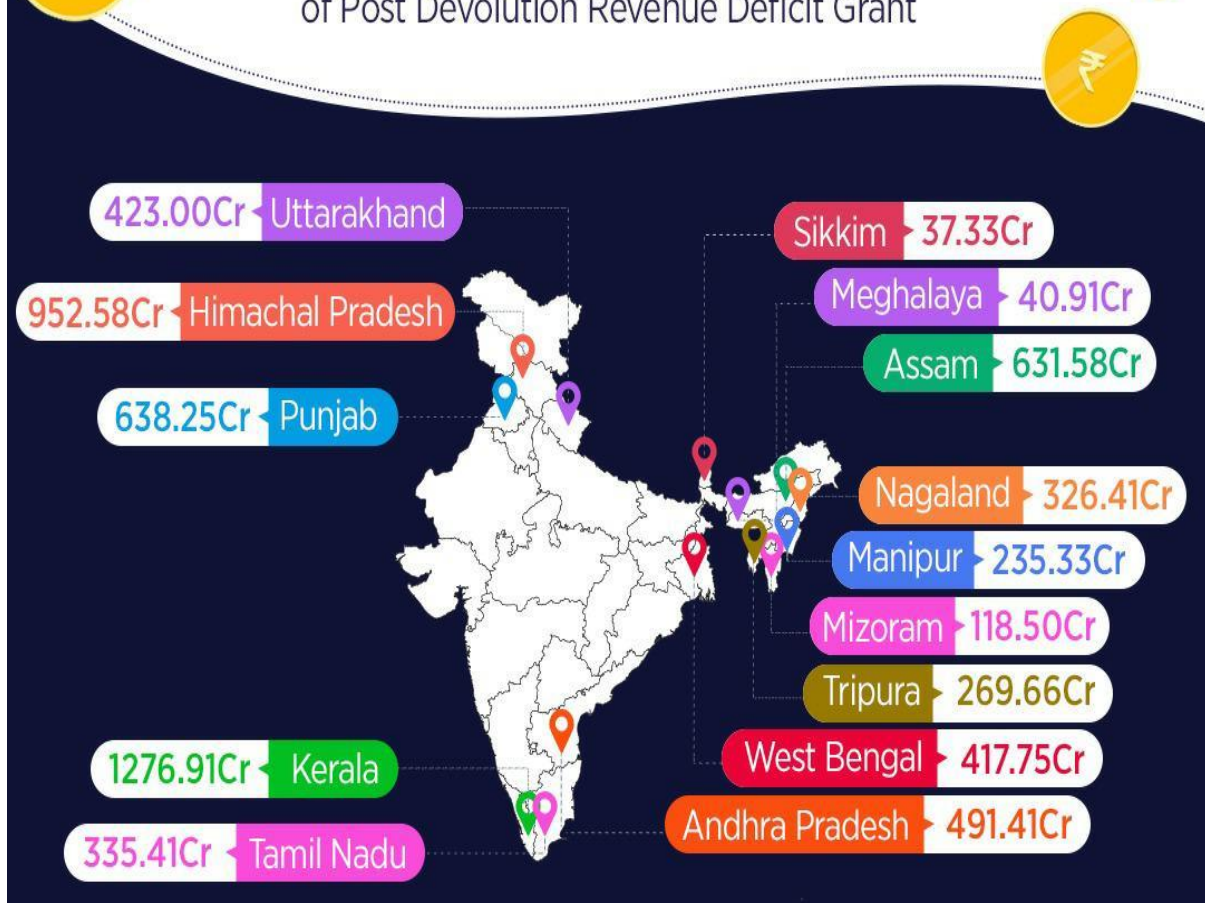 of Post Devolution Revenue Deficit Grant
₹
423.00Cr Uttarakhand
952.58Cr Himachal Pradesh
638.25Cr Punjab
1276.91Cr Kerala
335.41Cr Tamil Nadu
Sikkim 37.33Cr
Meghalaya 40.91Cr
Assam 631.58Cr
Nagaland 326.41Cr
Manipur 235.33Cr
Mizoram 118.50Cr
Tripura 269.66Cr
West Bengal 417.75Cr
Andhra Pradesh 491.41Cr